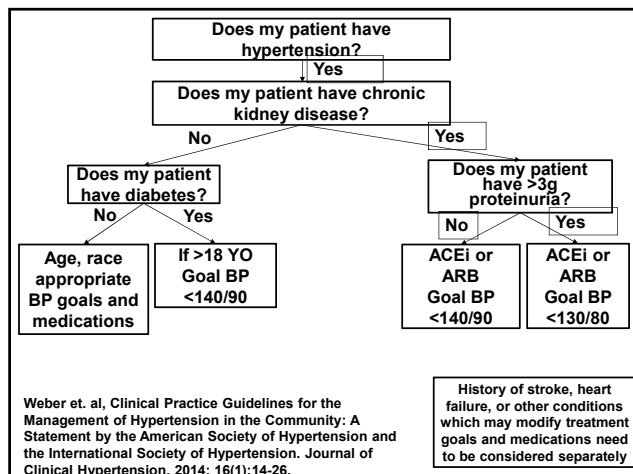 Does my patient have
hypertension?
Yes
Does my patient have chronic
kidney disease?
No
Yes
Does my patient
have diabetes?
Does my patient
have >3g
proteinuria?
No
Yes
No
Yes
Age, race
appropriate
BP goals and
medications
If >18 YO
Goal BP
<140/90
ACEi or
ARB
Goal BP
<140/90
ACEi or
ARB
Goal BP
<130/80
Weber et. al, Clinical Practice Guidelines for the
Management of Hypertension in the Community: A
Statement by the American Society of Hypertension and
the International Society of Hypertension. Journal of
Clinical Hypertension. 2014; 16(1):14-26.
History of stroke, heart
failure, or other conditions
which may modify treatment
goals and medications need
to be considered separately